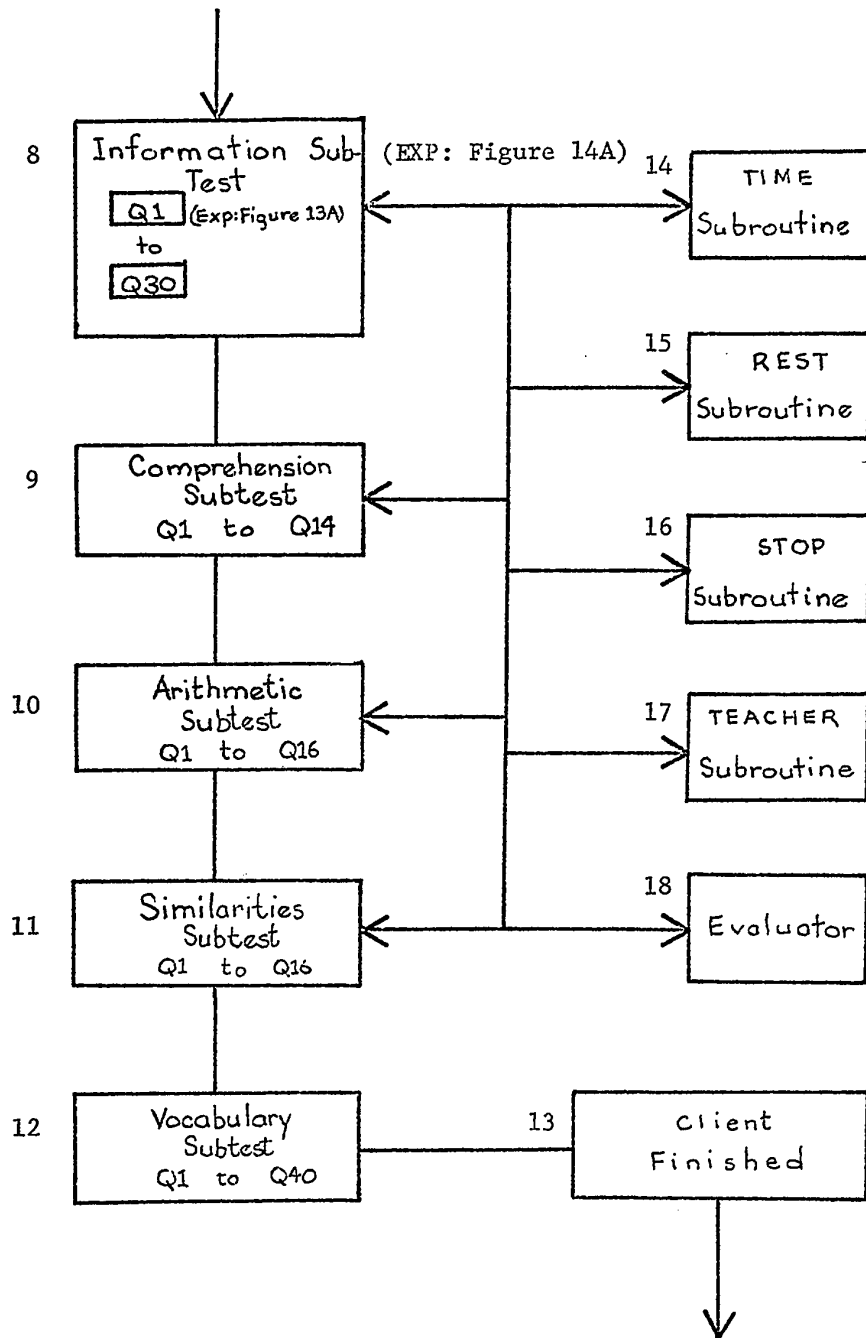 8
Information Sub-
Test
Q1 (Exp:Figure 13A)
to
Q30
(EXP: Figure 14A)
14
TIME
Subroutine
15
REST
Subroutine
9
Comprehension
Subtest
Q1 to Q14
16
STOP
Subroutine
10
Arithmetic
Subtest
Q1 to Q16
17
TEACHER
Subroutine
11
Similarities
Subtest
Q1 to Q16
18
Evaluator
12
Vocabulary
Subtest
Q1 to Q40
13
Client
Finished